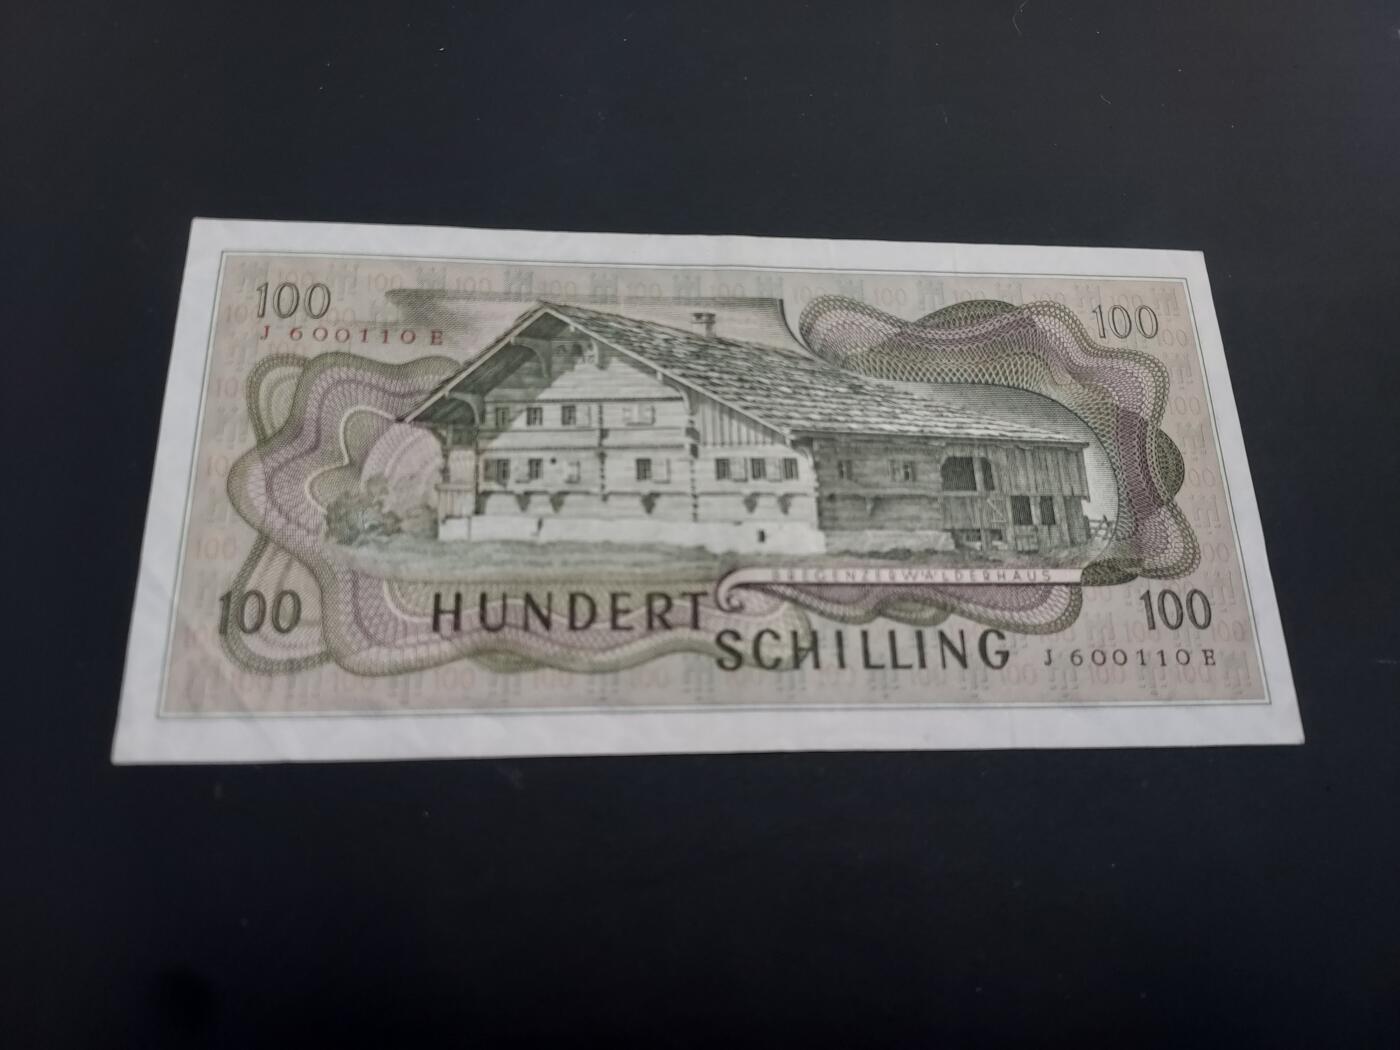 100
J 600110 E
100
BREGENZERWÄLDERHAUS
100
HUNDERT
SCHILLING
100
J 600110 E